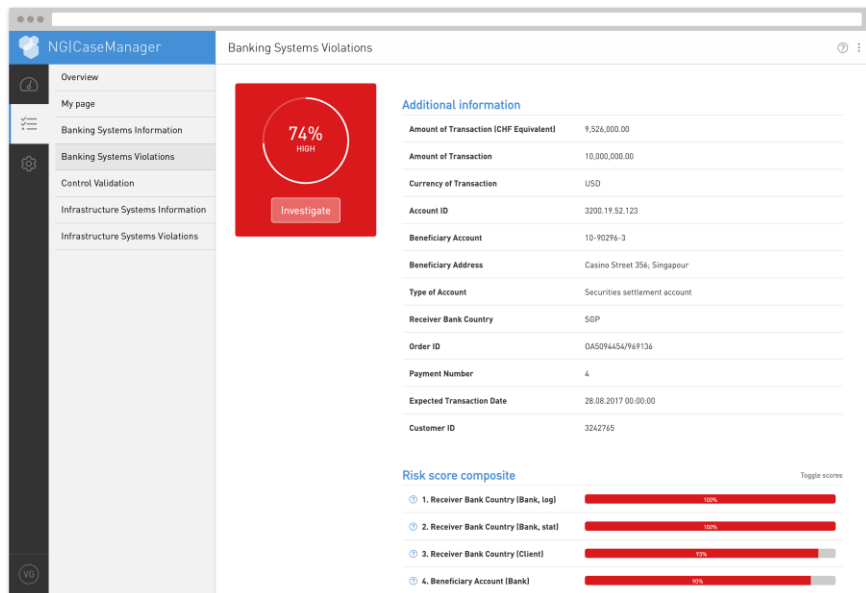 NG|CaseManager
Banking Systems Violations
Overview
My page
Banking Systems Information
Banking Systems Violations
Control Validation
Infrastructure Systems Information
Infrastructure Systems Violations
VG
74%
HIGH
Investigate
Additional information
Amount of Transaction (CHF Equivalent) 9,526,000.00
Amount of Transaction 10,000,000.00
Currency of Transaction USD
Account ID 3200.19.52.123
Beneficiary Account 10-90296-3
Beneficiary Address Casino Street 356; Singapour
Type of Account Securities settlement account
Receiver Bank Country SGP
Order ID OA5094454/969136
Payment Number 4
Expected Transaction Date 28.08.2017 00:00:00
Customer ID 3242765
Risk score composite Toggle scores
? 1. Receiver Bank Country (Bank, log) 100%
? 2. Receiver Bank Country (Bank, stat) 100%
? 3. Receiver Bank Country (Client) 93%
? 4. Beneficiary Account (Bank) 90%